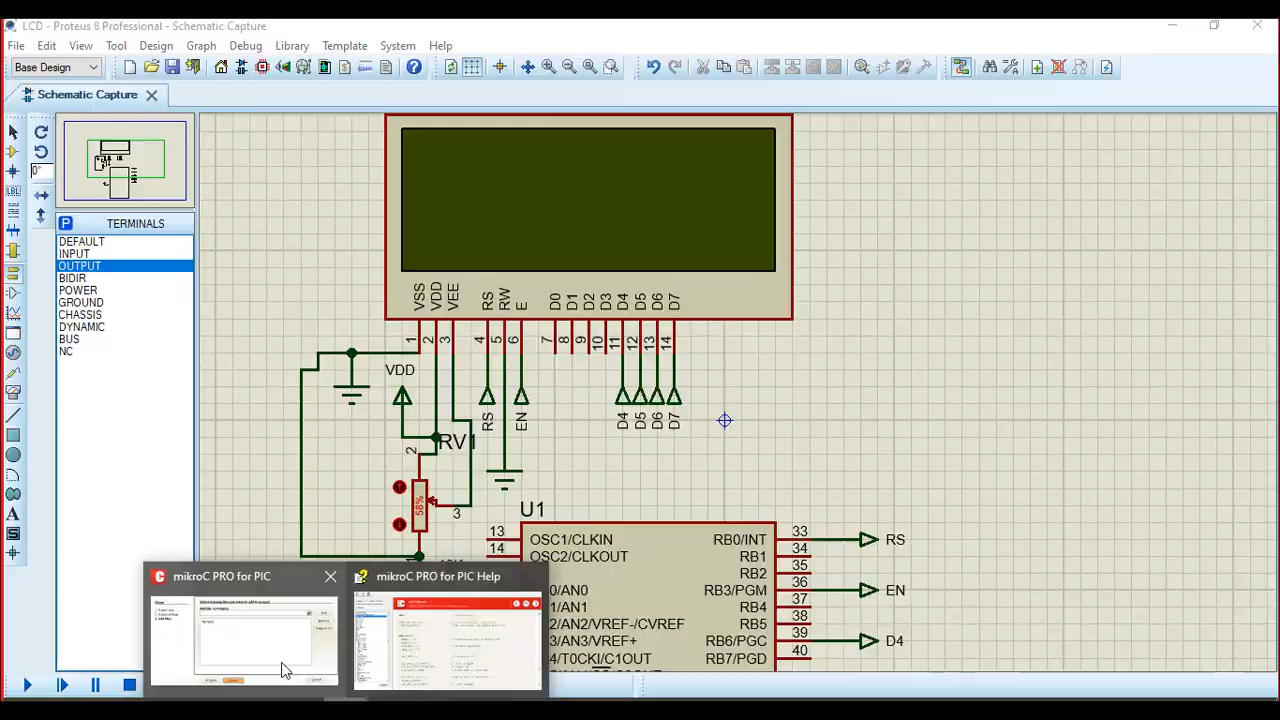 LCD - Proteus 8 Professional - Schematic Capture
File Edit View Tool Design Graph Debug Library Template System Help
Base Design
Schematic Capture
0°
LBL
P TERMINALS
DEFAULT
INPUT
OUTPUT
BIDIR
POWER
GROUND
CHASSIS
DYNAMIC
BUS
NC
VSS VDD VEE RS RW E D0 D1 D2 D3 D4 D5 D6 D7
1 2 3 4 5 6 7 8 9 10 11 12 13 14
VDD
RS EN D4 D5 D6 D7
RV1
2
58%
3
U1
13 OSC1/CLKIN RB0/INT 33 RS
14 OSC2/CLKOUT RB1 34
35
/AN0 RB3/PGM 36 EN
/AN1 37
2/AN2/VREF-/CVREF RB5 38
3/AN3/VREF+ RB6/PGC 39
4/T0CKI/C1OUT RB7/PGD 40
mikroC PRO for PIC
mikroC PRO for PIC Help